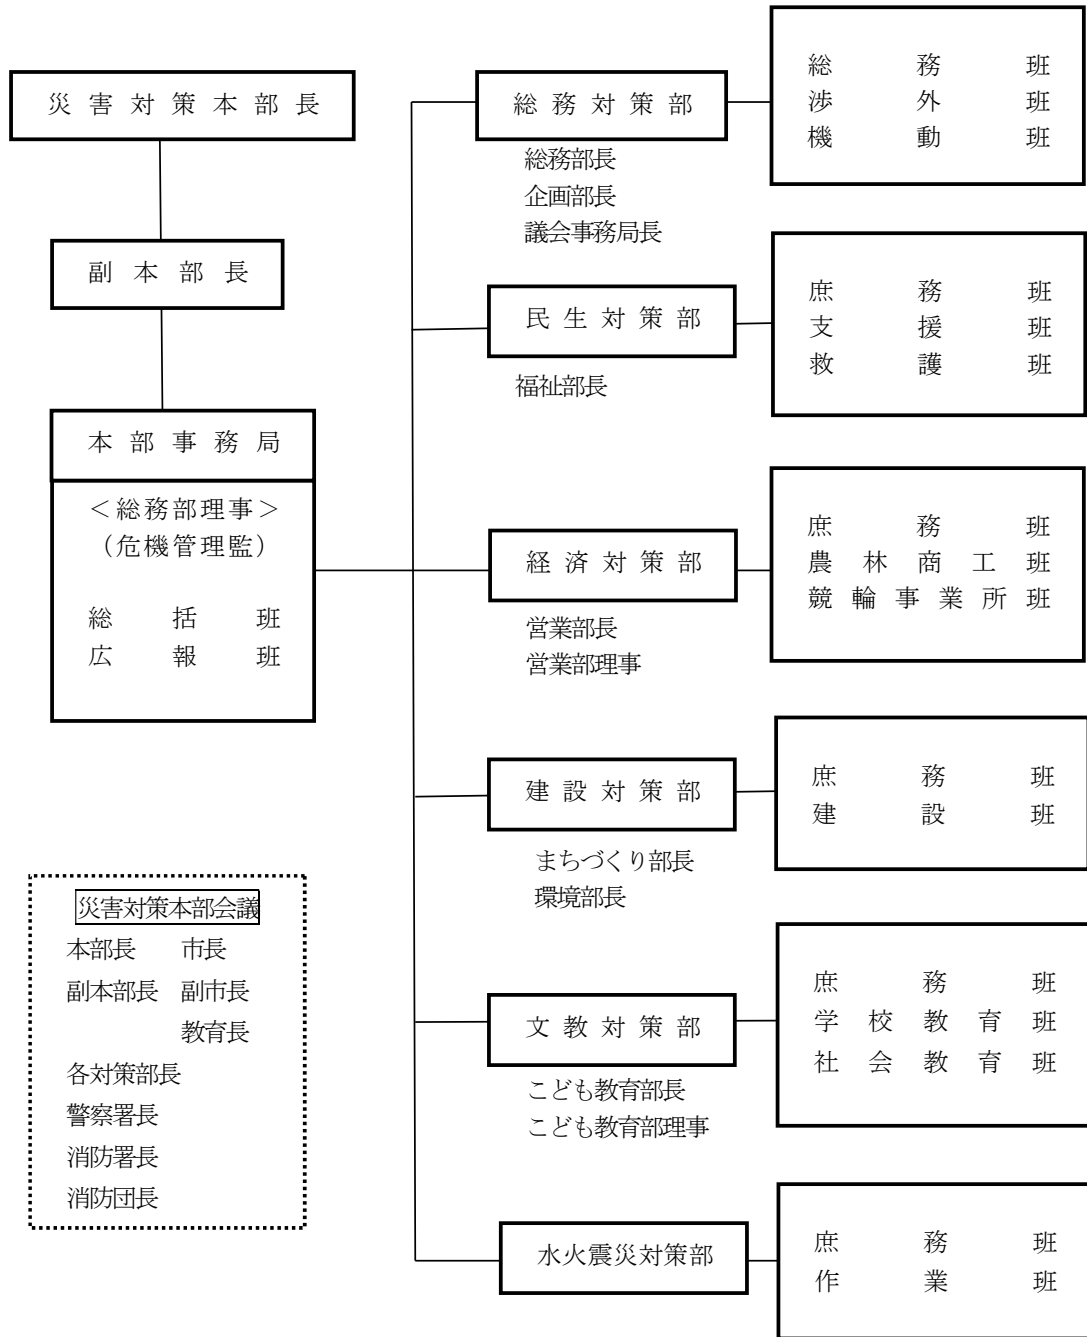 災害対策本部長
副本部長
本部事務局
＜総務部理事＞
（危機管理監）
総括班
広報班
災害対策本部会議
本部長　市長
副本部長　副市長
教育長
各対策部長
警察署長
消防署長
消防団長
総務対策部
総務部長
企画部長
議会事務局長
総務班
渉外班
機動班
民生対策部
福祉部長
庶務班
支援班
救護班
経済対策部
営業部長
営業部理事
庶務班
農林商工班
競輪事業所班
建設対策部
まちづくり部長
環境部長
庶務班
建設班
文教対策部
こども教育部長
こども教育部理事
庶務班
学校教育班
社会教育班
水火震災対策部
庶務班
作業班